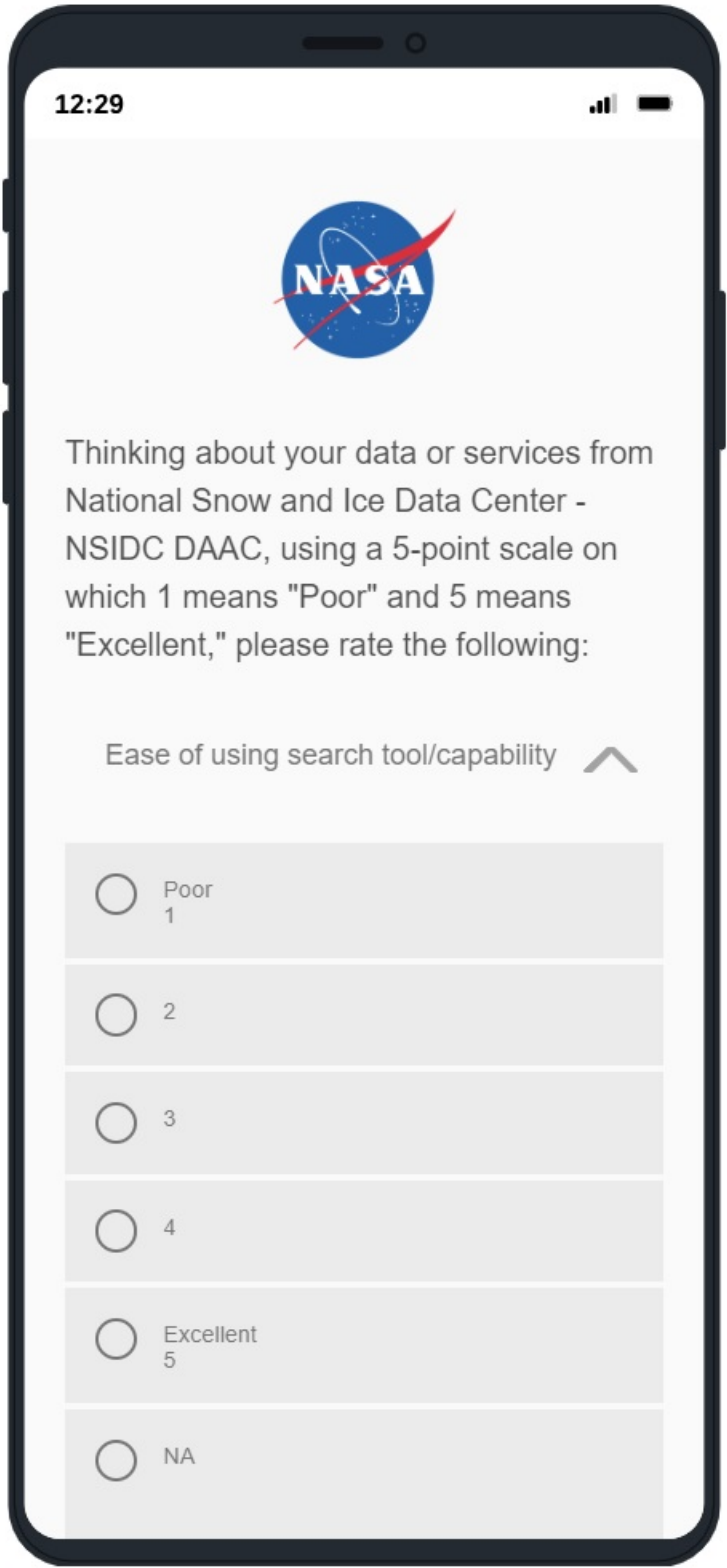 12:29
NASA
Thinking about your data or services from
National Snow and Ice Data Center -
NSIDC DAAC, using a 5-point scale on
which 1 means "Poor" and 5 means
"Excellent," please rate the following:
Ease of using search tool/capability
Poor
1
2
3
4
Excellent
5
NA